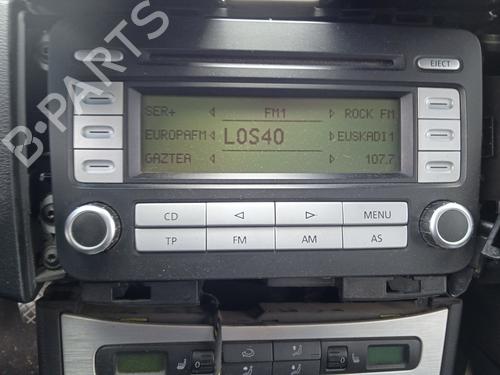 B-PARTS
EJECT
SER+ FM1 ROCK FM
EUROPAFM LOS40 EUSKADI1
GAZTEA 107.7
CD MENU
TP FM AM AS